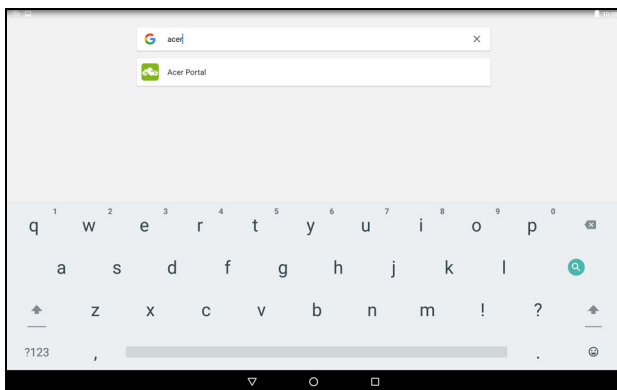 acer
Acer Portal
1 2 3 4 5 6 7 8 9 0
q w e r t y u i o p
a s d f g h j k l
z x c v b n m ! ?
?123 , .